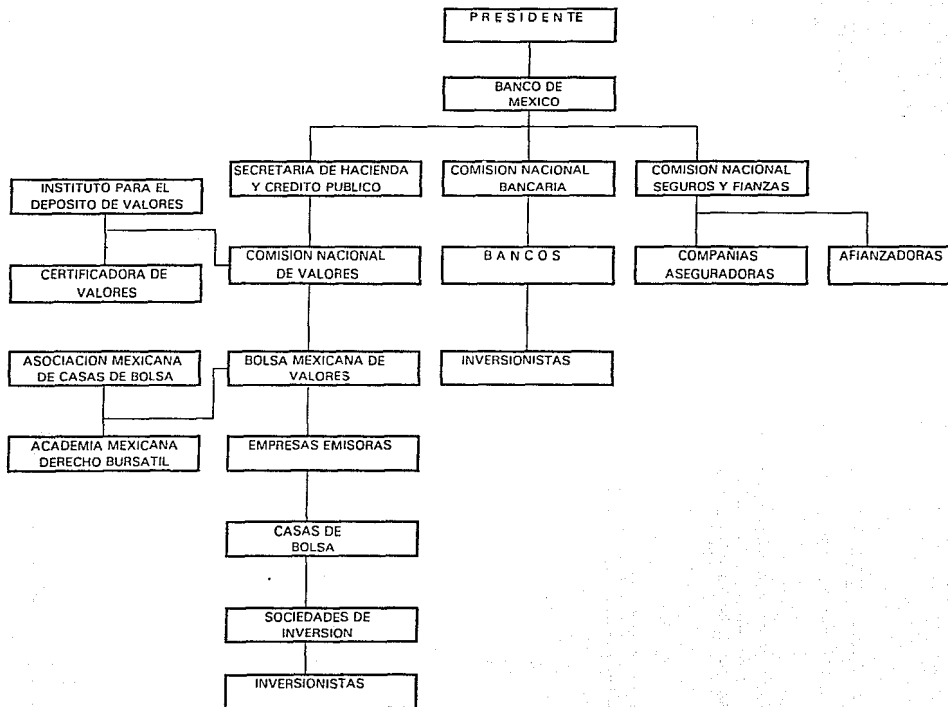 PRESIDENTE
BANCO DE
MEXICO
SECRETARIA DE HACIENDA
Y CREDITO PUBLICO
COMISION NACIONAL
BANCARIA
COMISION NACIONAL
SEGUROS Y FIANZAS
INSTITUTO PARA EL
DEPOSITO DE VALORES
CERTIFICADORA DE
VALORES
COMISION NACIONAL
DE VALORES
BANCOS
COMPAÑIAS
ASEGURADORAS
AFIANZADORAS
ASOCIACION MEXICANA
DE CASAS DE BOLSA
BOLSA MEXICANA DE
VALORES
INVERSIONISTAS
ACADEMIA MEXICANA
DERECHO BURSATIL
EMPRESAS EMISORAS
CASAS DE
BOLSA
SOCIEDADES DE
INVERSION
INVERSIONISTAS